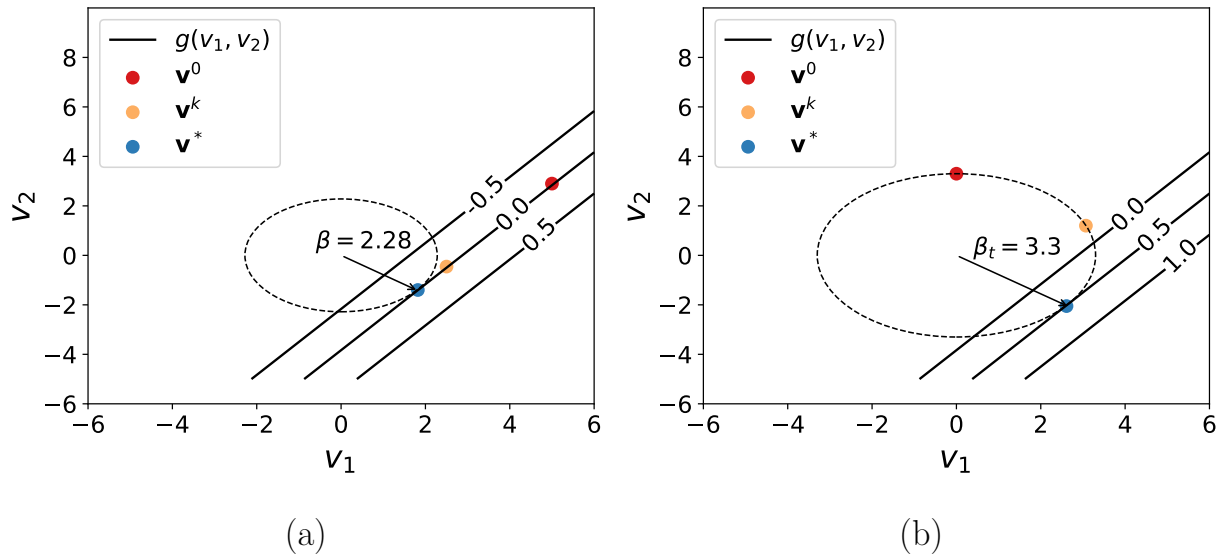 g(v₁, v₂)
v⁰
vᵏ
v*
8
6
4
2
0
−2
−4
−6
v₂
-0.5
0.0
0.5
β = 2.28
−6
−4
−2
0
2
4
6
v₁
(a)
g(v₁, v₂)
v⁰
vᵏ
v*
8
6
4
2
0
−2
−4
−6
v₂
0.0
0.5
1.0
βₜ = 3.3
−6
−4
−2
0
2
4
6
v₁
(b)